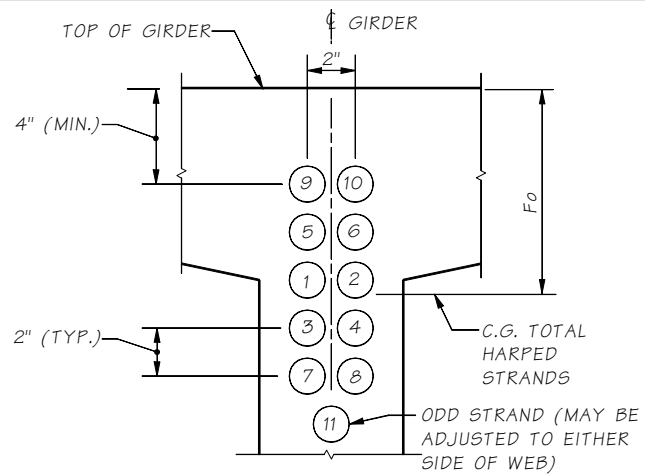 ℄ GIRDER
TOP OF GIRDER
2"
4" (MIN.)
9 10
5 6
FO
1 2
3 4
2" (TYP.)
C.G. TOTAL
HARPED
STRANDS
7 8
11
ODD STRAND (MAY BE
ADJUSTED TO EITHER
SIDE OF WEB)